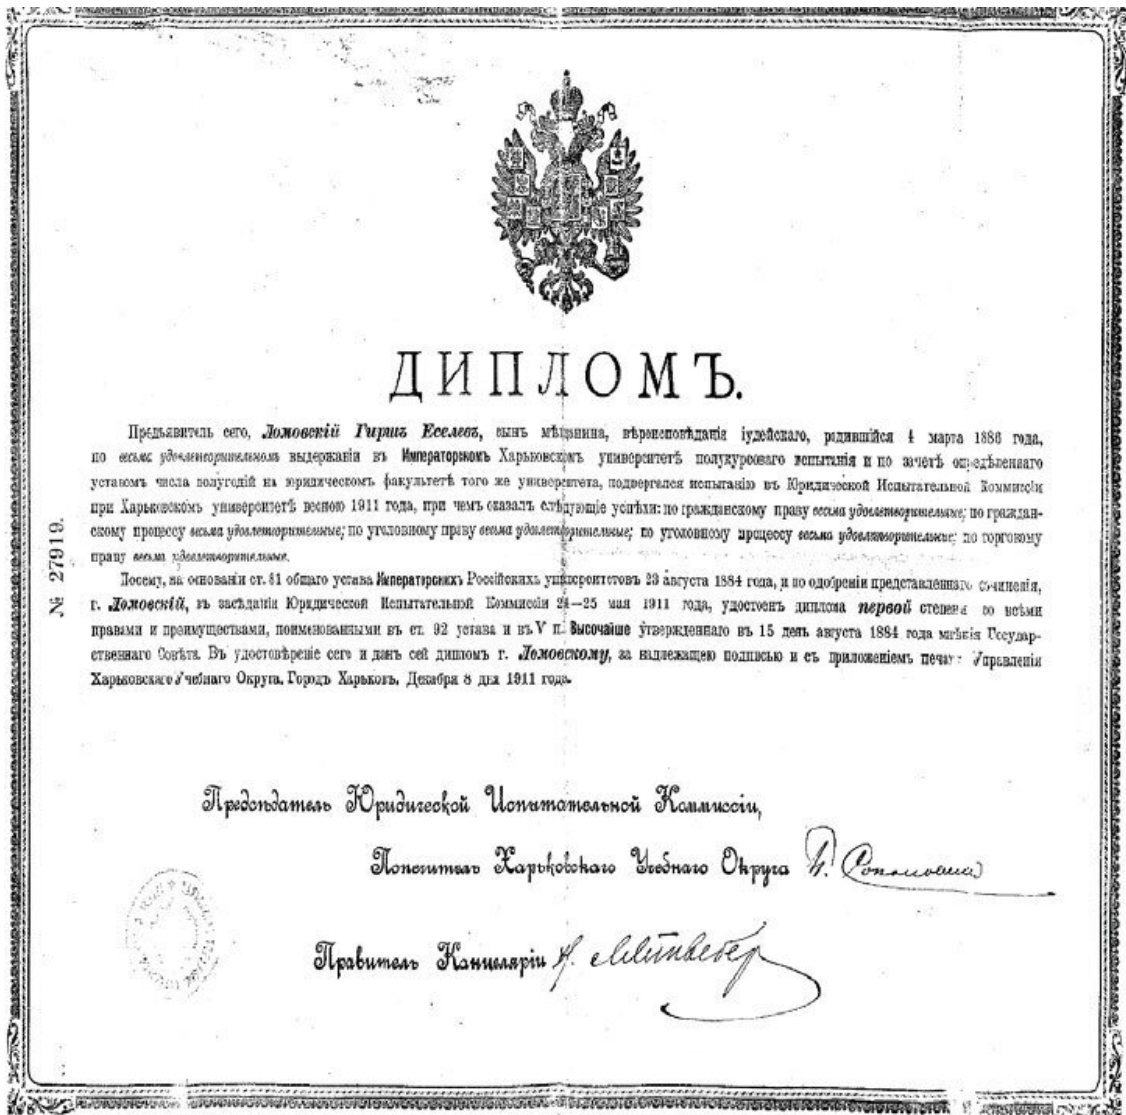 ДИПЛОМЪ.
Предъявитель сего, Ломовскій Гиршъ Еселевъ, сынъ мѣщанина, вѣроисповѣданія іудейскаго, родившійся 4 марта 1886 года,
по весьма удовлетворительномъ выдержаніи въ Императорскомъ Харьковскомъ университетѣ полукурсоваго испытанія и по зачетѣ опредѣленнаго
уставомъ числа полугодій на юридическомъ факультетѣ того же университета, подвергался испытанію въ Юридической Испытательной Коммиссіи
при Харьковскомъ университетѣ весною 1911 года, при чемъ оказалъ слѣдующіе успѣхи: по гражданскому праву весьма удовлетворительные; по граждан-
скому процессу весьма удовлетворительные; по уголовному праву весьма удовлетворительные; по уголовному процессу весьма удовлетворительные; по торговому
праву весьма удовлетворительные.
Посему, на основаніи ст. 81 общаго устава Императорскихъ Россійскихъ университетовъ 23 августа 1884 года, и по одобреніи представленнаго сочиненія,
г. Ломовскій, въ засѣданіи Юридической Испытательной Коммиссіи 24—25 мая 1911 года, удостоенъ диплома первой степени со всѣми
правами и преимуществами, поименованными въ ст. 92 устава и въ V п. Высочайше утвержденнаго въ 15 день августа 1884 года мнѣнія Государ-
ственнаго Совѣта. Въ удостовѣреніе сего и данъ сей дипломъ г. Ломовскому, за надлежащею подписью и съ приложеніемъ печати Управленія
Харьковскаго Учебнаго Округа. Городъ Харьковъ. Декабря 8 дня 1911 года.
№ 27919.
Предсѣдатель Юридической Испытательной Коммиссіи,
Попечитель Харьковскаго Учебнаго Округа
Правитель Канцеляріи